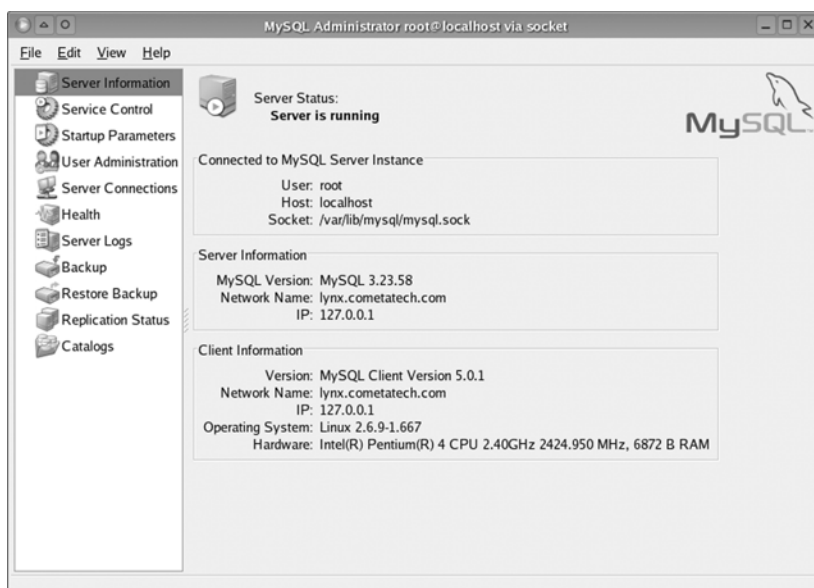 MySQL Administrator root@localhost via socket
File Edit View Help
Server Information
Service Control
Startup Parameters
User Administration
Server Connections
Health
Server Logs
Backup
Restore Backup
Replication Status
Catalogs
Server Status:
Server is running
MySQL
Connected to MySQL Server Instance
User: root
Host: localhost
Socket: /var/lib/mysql/mysql.sock
Server Information
MySQL Version: MySQL 3.23.58
Network Name: lynx.cometatech.com
IP: 127.0.0.1
Client Information
Version: MySQL Client Version 5.0.1
Network Name: lynx.cometatech.com
IP: 127.0.0.1
Operating System: Linux 2.6.9-1.667
Hardware: Intel(R) Pentium(R) 4 CPU 2.40GHz 2424.950 MHz, 6872 B RAM